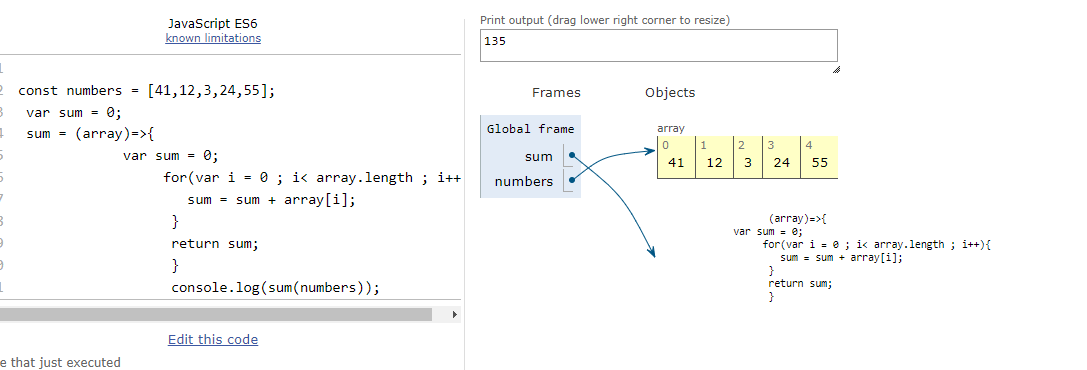 JavaScript ES6
known limitations
1
2 const numbers = [41,12,3,24,55];
3 var sum = 0;
4 sum = (array)=>{
5 var sum = 0;
6 for(var i = 0 ; i< array.length ; i++
7 sum = sum + array[i];
8 }
9 return sum;
0 }
1 console.log(sum(numbers));
Edit this code
e that just executed
Print output (drag lower right corner to resize)
135
Frames
Objects
Global frame
sum
numbers
array
0 1 2 3 4
41 12 3 24 55
(array)=>{
var sum = 0;
for(var i = 0 ; i< array.length ; i++){
sum = sum + array[i];
}
return sum;
}